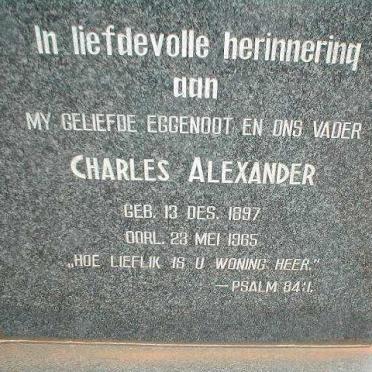 In liefdevolle herinnering
aan
MY GELIEFDE EGGENOOT EN ONS VADER
CHARLES ALEXANDER
GEB. 13 DES. 1897
OORL. 23 MEI 1965
„HOE LIEFLIK IS U WONING HEER."
— PSALM 84:1.